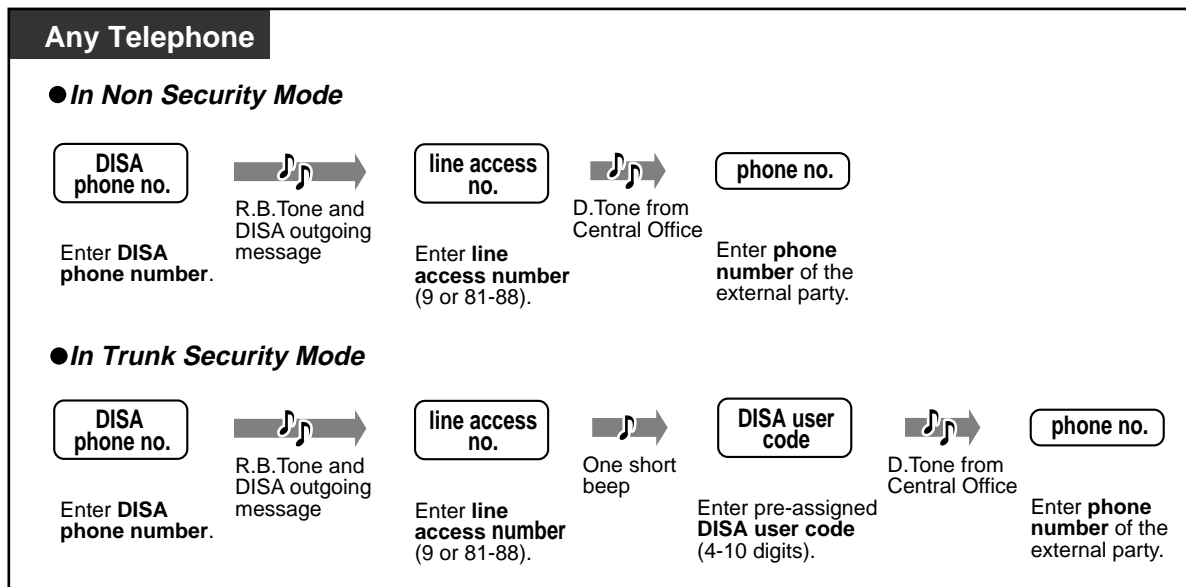 Any Telephone
●In Non Security Mode
DISA
phone no.
R.B.Tone and
DISA outgoing
message
line access
no.
D.Tone from
Central Office
phone no.
Enter DISA
phone number.
Enter line
access number
(9 or 81-88).
Enter phone
number of the
external party.
●In Trunk Security Mode
DISA
phone no.
R.B.Tone and
DISA outgoing
message
line access
no.
One short
beep
DISA user
code
D.Tone from
Central Office
phone no.
Enter DISA
phone number.
Enter line
access number
(9 or 81-88).
Enter pre-assigned
DISA user code
(4-10 digits).
Enter phone
number of the
external party.